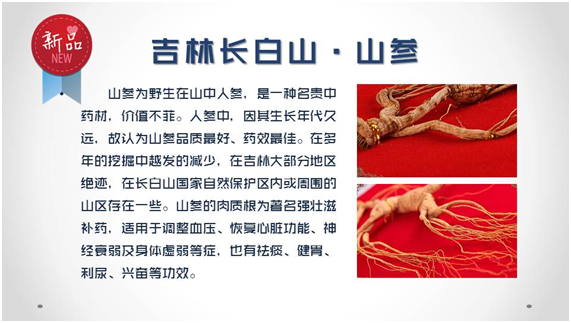 新品
NEW
吉林长白山·山参
山参为野生在山中人参，是一种名贵中
药材，价值不菲。人参中，因其生长年代久
远，故认为山参品质最好、药效最佳。在多
年的挖掘中越发的减少，在吉林大部分地区
绝迹，在长白山国家自然保护区内或周围的
山区存在一些。山参的肉质根为著名强壮滋
补药，适用于调整血压、恢复心脏功能、神
经衰弱及身体虚弱等症，也有祛痰、健胃、
利尿、兴奋等功效。